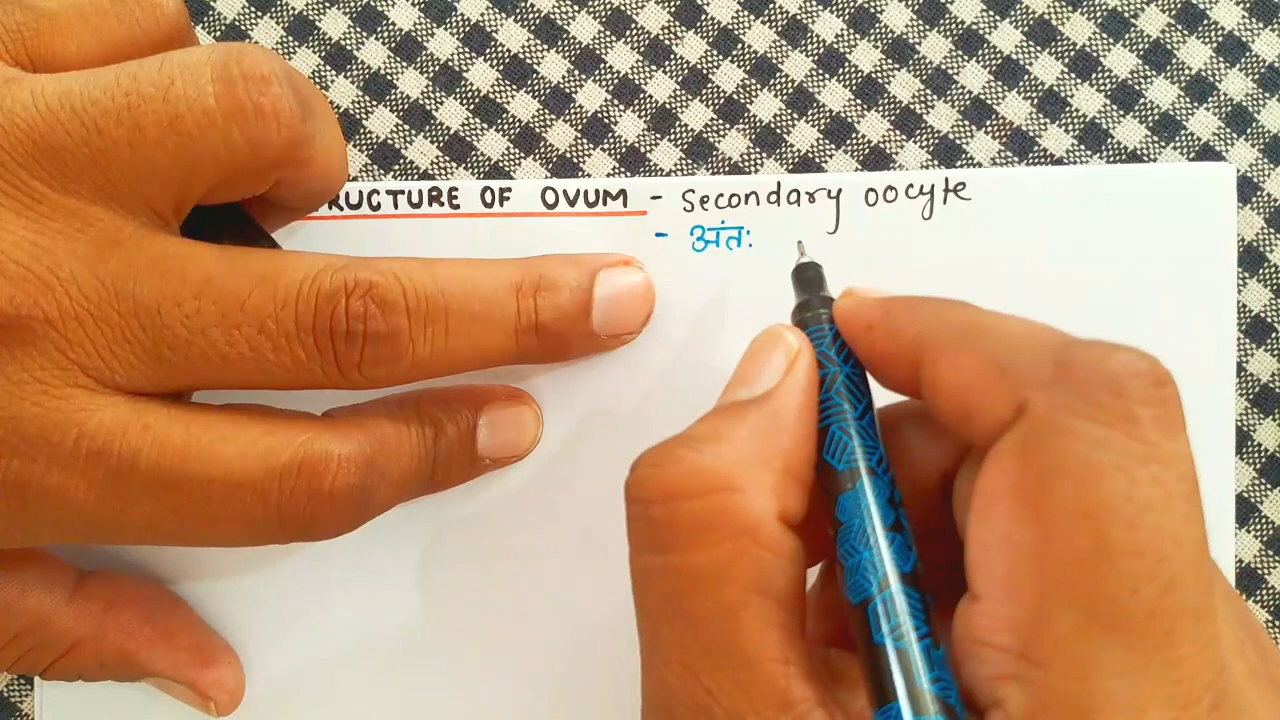 RUCTURE OF OVUM - Secondary oocyte
- अंतः